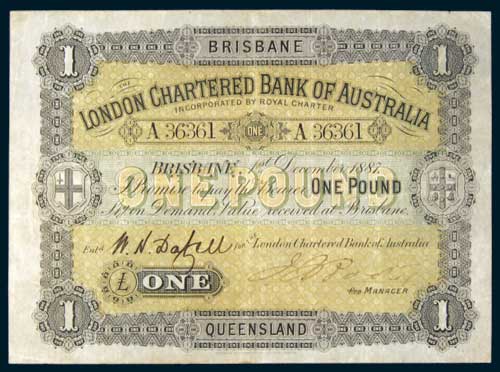 BRISBANE
1 1
THE
LONDON CHARTERED BANK OF AUSTRALIA
INCORPORATED BY ROYAL CHARTER
A 36361 ONE A 36361
BRISBANE 1st December 1887.
ONE POUND
I Promise to pay the Bearer ONE POUND
on Demand, Value received at Brisbane.
Entd. for London Chartered Bank of Australia
£ ONE
pro MANAGER
1 1
QUEENSLAND